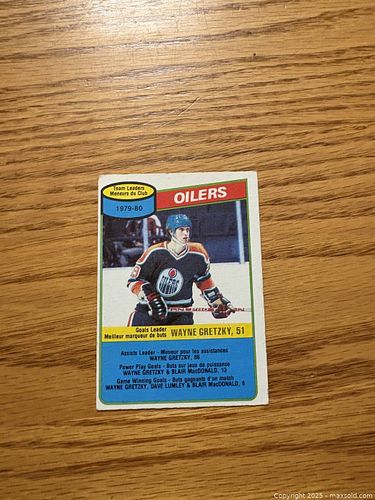 Team Leaders
Meneurs du Club
1979-80
OILERS
OILERS
Goals Leader
Meilleur marqueur de buts
WAYNE GRETZKY, 51
Assists Leader - Meneur pour les assistances
WAYNE GRETZKY, 86
Power Play Goals - Buts sur jeux de puissance
WAYNE GRETZKY & BLAIR MacDONALD, 13
Game Winning Goals - Buts gagnants d'un match
WAYNE GRETZKY, DAVE LUMLEY & BLAIR MacDONALD, 6
Copyright 2025 - maxsold.com